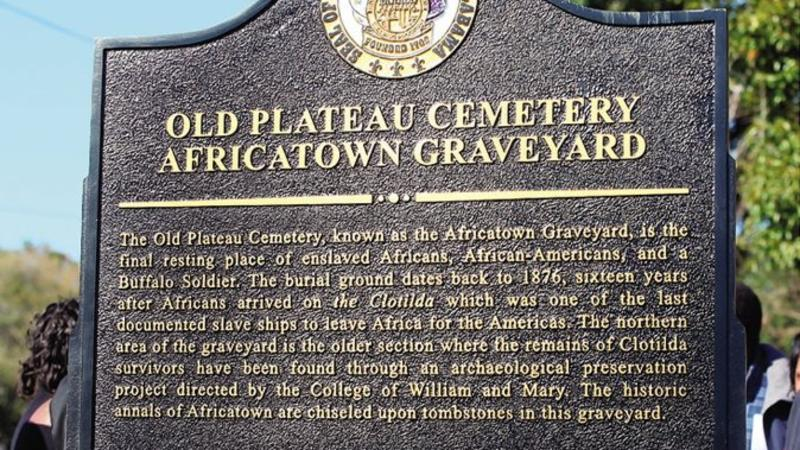 SEAL OF
ALABAMA
FOUNDED 1902
OLD PLATEAU CEMETERY
AFRICATOWN GRAVEYARD
The Old Plateau Cemetery, known as the Africatown Graveyard, is the
final resting place of enslaved Africans, African-Americans, and a
Buffalo Soldier. The burial ground dates back to 1876, sixteen years
after Africans arrived on the Clotilda which was one of the last
documented slave ships to leave Africa for the Americas. The northern
area of the graveyard is the older section where the remains of Clotilda
survivors have been found through an archaeological preservation
project directed by the College of William and Mary. The historic
annals of Africatown are chiseled upon tombstones in this graveyard.